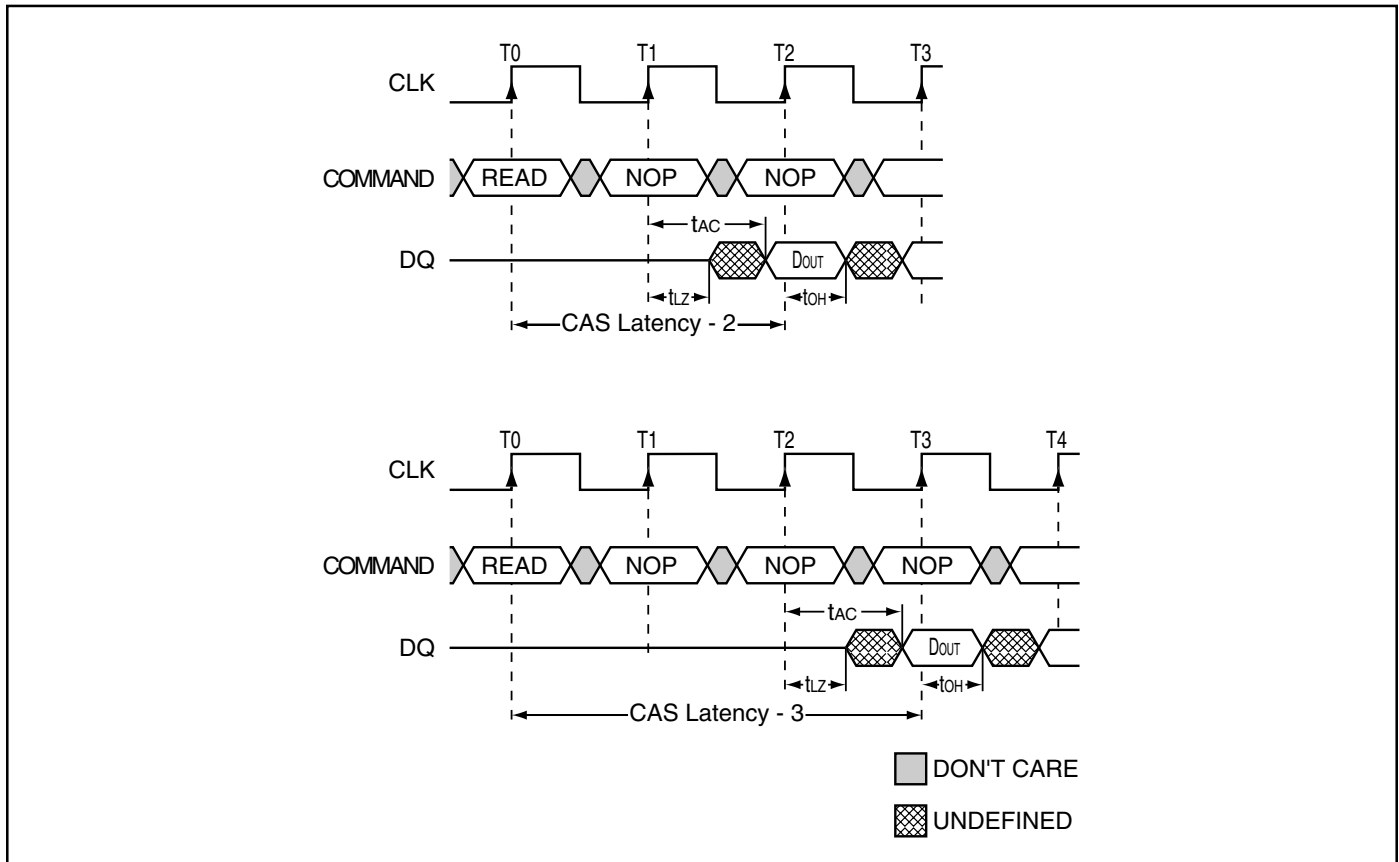 T0 T1 T2 T3
CLK
COMMAND READ NOP NOP
tAC
DQ DOUT
tLZ tOH
CAS Latency - 2
T0 T1 T2 T3 T4
CLK
COMMAND READ NOP NOP NOP
tAC
DQ DOUT
tLZ tOH
CAS Latency - 3
DON'T CARE
UNDEFINED